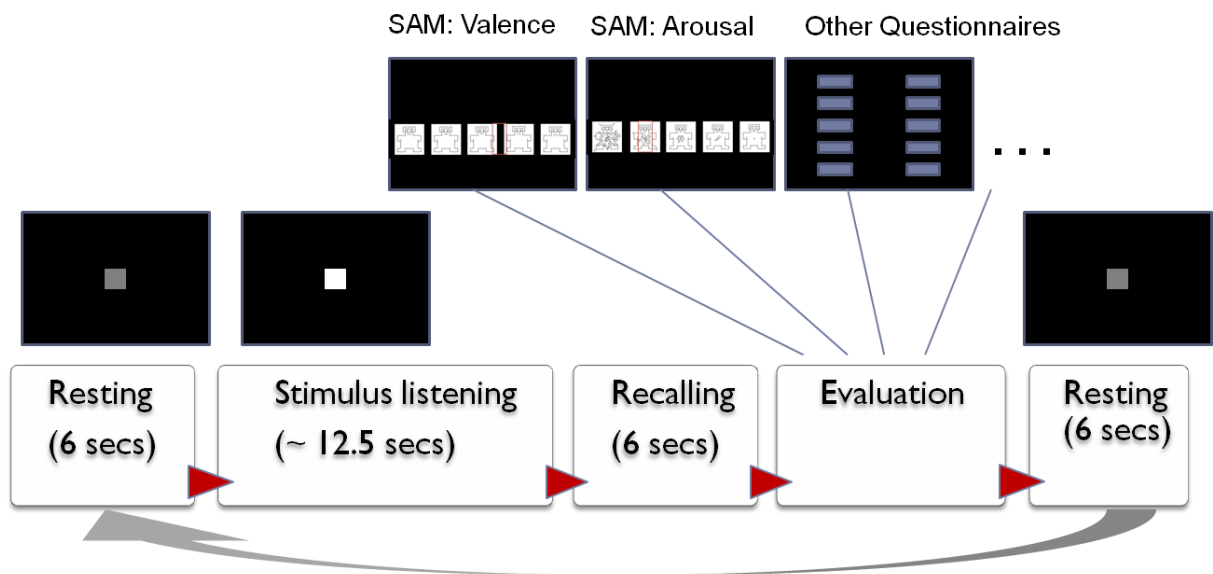 SAM: Valence
SAM: Arousal
Other Questionnaires
. . .
Resting
(6 secs)
Stimulus listening
(~ 12.5 secs)
Recalling
(6 secs)
Evaluation
Resting
(6 secs)